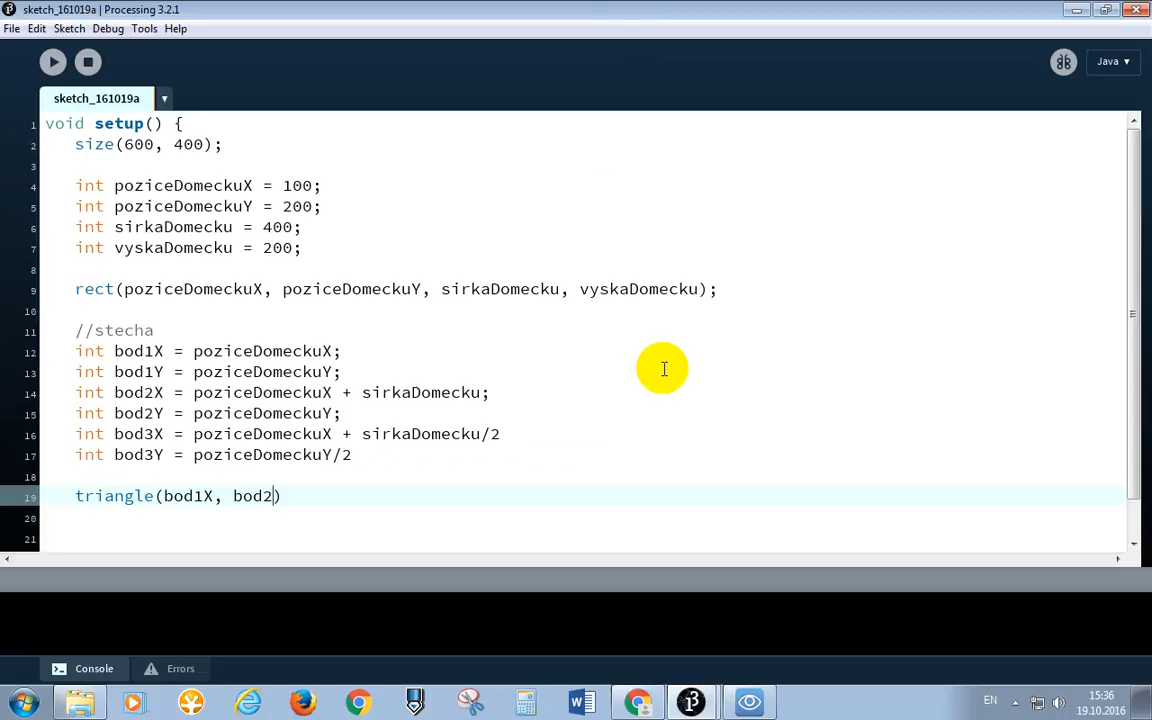 sketch_161019a | Processing 3.2.1
File Edit Sketch Debug Tools Help
Java ▾
sketch_161019a ▾
1 void setup() {
2 size(600, 400);
3
4 int poziceDomeckuX = 100;
5 int poziceDomeckuY = 200;
6 int sirkaDomecku = 400;
7 int vyskaDomecku = 200;
8
9 rect(poziceDomeckuX, poziceDomeckuY, sirkaDomecku, vyskaDomecku);
10
11 //stecha
12 int bod1X = poziceDomeckuX;
13 int bod1Y = poziceDomeckuY;
14 int bod2X = poziceDomeckuX + sirkaDomecku;
15 int bod2Y = poziceDomeckuY;
16 int bod3X = poziceDomeckuX + sirkaDomecku/2
17 int bod3Y = poziceDomeckuY/2
18
19 triangle(bod1X, bod2)
20
21
Console Errors
EN 15:36
19.10.2016